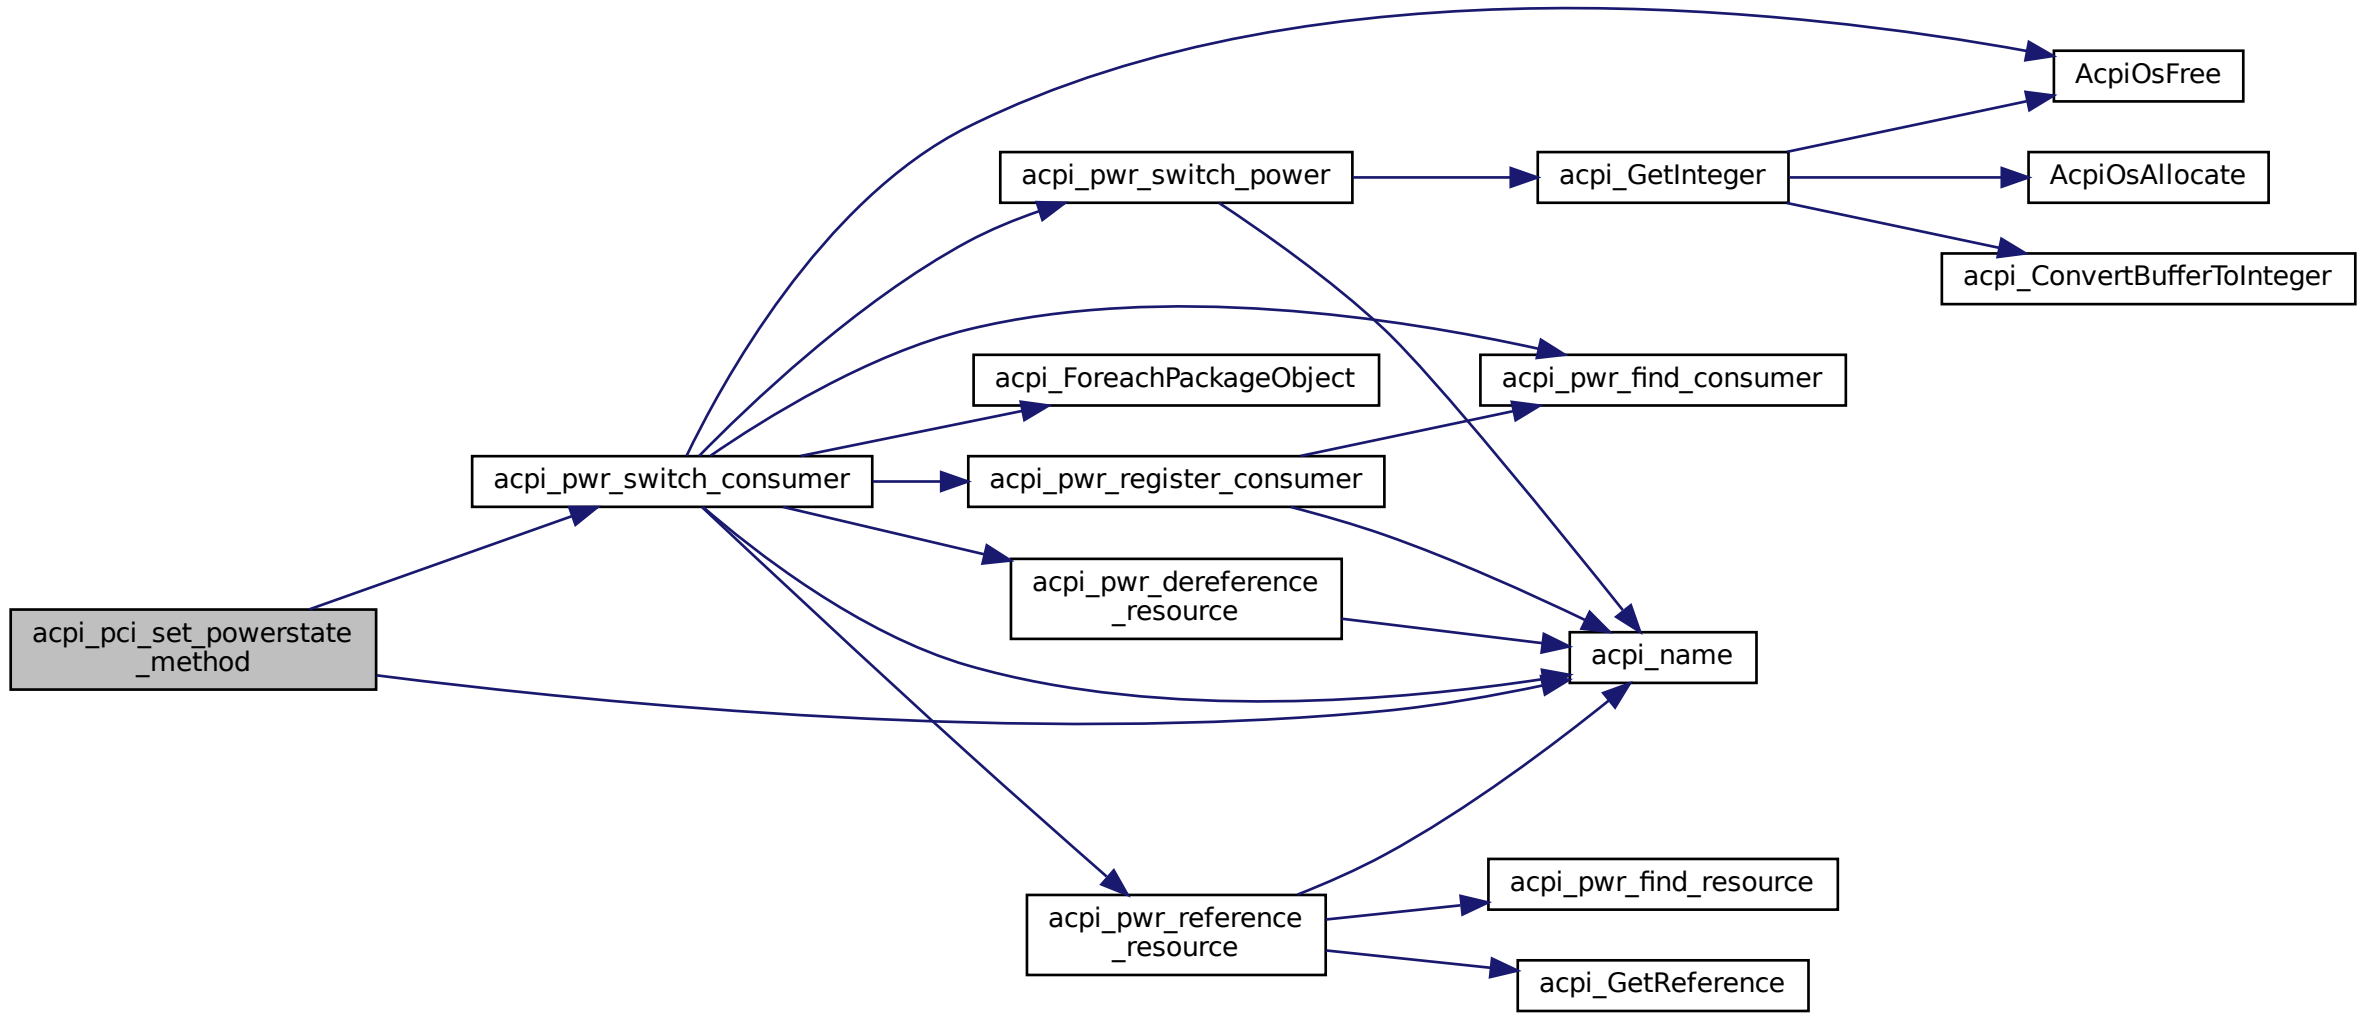 AcpiOsFree
acpi_pwr_switch_power
acpi_GetInteger
AcpiOsAllocate
acpi_ConvertBufferToInteger
acpi_ForeachPackageObject
acpi_pwr_find_consumer
acpi_pwr_switch_consumer
acpi_pwr_register_consumer
acpi_pwr_dereference
_resource
acpi_pci_set_powerstate
_method
acpi_name
acpi_pwr_find_resource
acpi_pwr_reference
_resource
acpi_GetReference